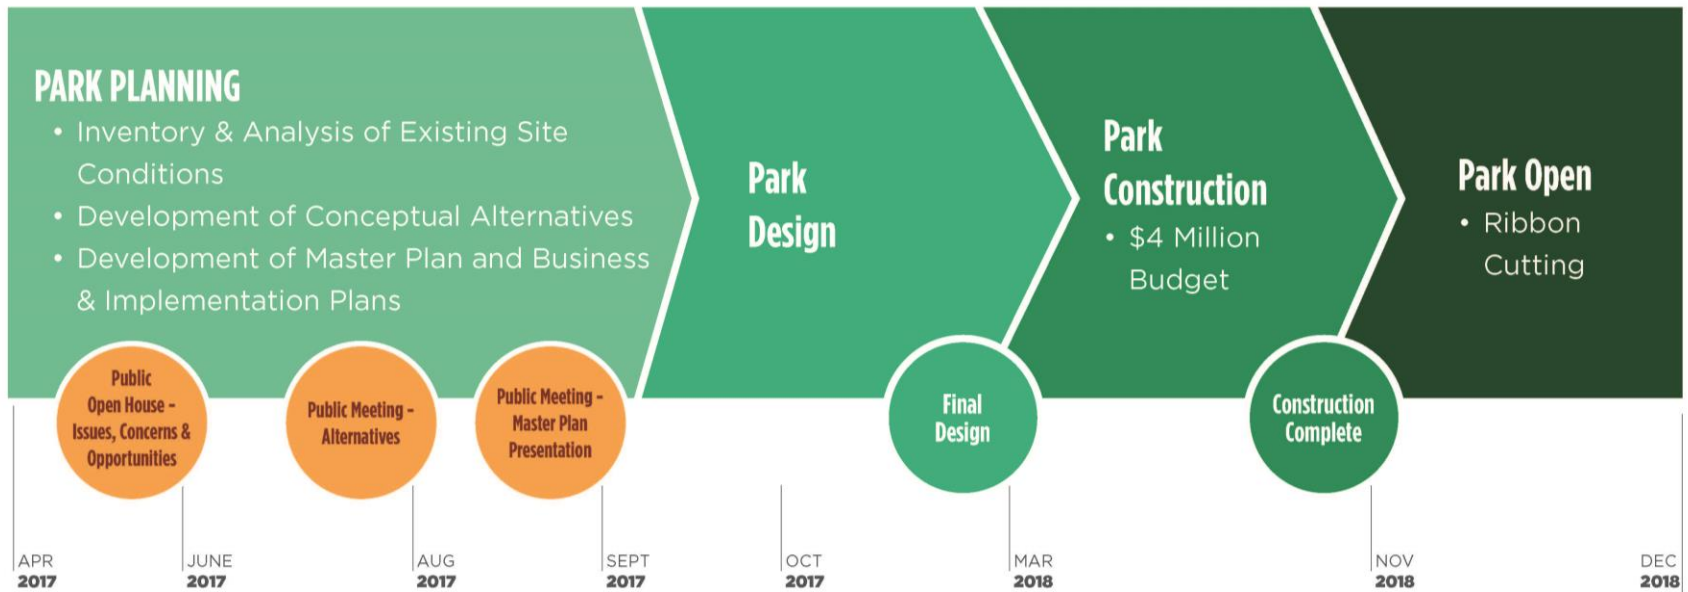 PARK PLANNING
• Inventory & Analysis of Existing Site
Conditions
• Development of Conceptual Alternatives
• Development of Master Plan and Business
& Implementation Plans
Park
Design
Park
Construction
• $4 Million
Budget
Park Open
• Ribbon
Cutting
Public
Open House –
Issues, Concerns &
Opportunities
Public Meeting –
Alternatives
Public Meeting –
Master Plan
Presentation
Final
Design
Construction
Complete
APR
2017
JUNE
2017
AUG
2017
SEPT
2017
OCT
2017
MAR
2018
NOV
2018
DEC
2018